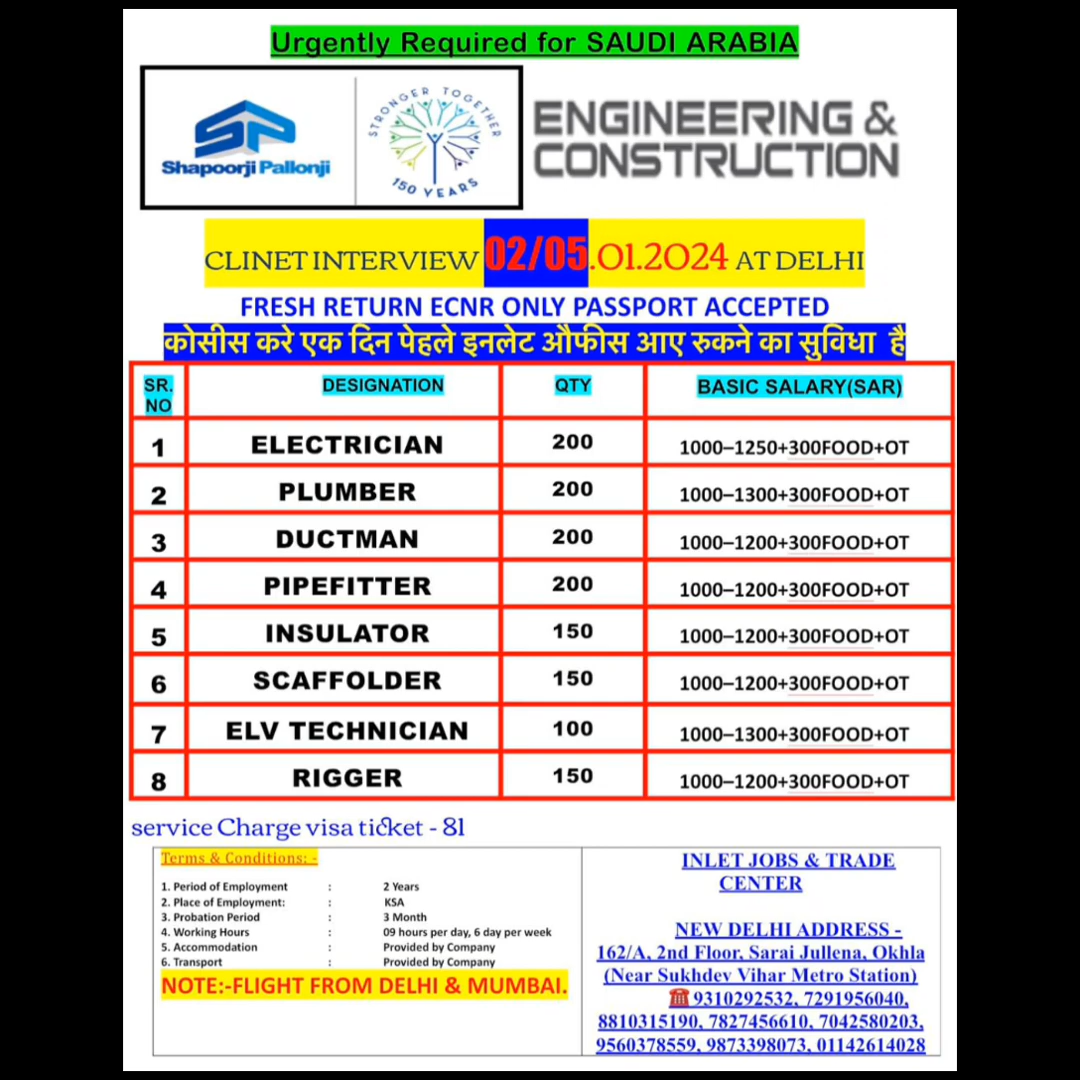 Urgently Required for SAUDI ARABIA
SP
Shapoorji Pallonji
STRONGER TOGETHER
150 YEARS
ENGINEERING &
CONSTRUCTION
CLINET INTERVIEW 02/05.01.2024 AT DELHI
FRESH RETURN ECNR ONLY PASSPORT ACCEPTED
कोसीस करे एक दिन पेहले इनलेट औफीस आए रुकने का सुविधा है
SR. NO DESIGNATION QTY BASIC SALARY(SAR)
1 ELECTRICIAN 200 1000–1250+300FOOD+OT
2 PLUMBER 200 1000–1300+300FOOD+OT
3 DUCTMAN 200 1000–1200+300FOOD+OT
4 PIPEFITTER 200 1000–1200+300FOOD+OT
5 INSULATOR 150 1000–1200+300FOOD+OT
6 SCAFFOLDER 150 1000–1200+300FOOD+OT
7 ELV TECHNICIAN 100 1000–1300+300FOOD+OT
8 RIGGER 150 1000–1200+300FOOD+OT
service Charge visa ticket - 81
Terms & Conditions: -
1. Period of Employment : 2 Years
2. Place of Employment: : KSA
3. Probation Period : 3 Month
4. Working Hours : 09 hours per day, 6 day per week
5. Accommodation : Provided by Company
6. Transport : Provided by Company
NOTE:-FLIGHT FROM DELHI & MUMBAI.
INLET JOBS & TRADE
CENTER
NEW DELHI ADDRESS -
162/A, 2nd Floor, Sarai Jullena, Okhla
(Near Sukhdev Vihar Metro Station)
☎9310292532, 7291956040,
8810315190, 7827456610, 7042580203,
9560378559, 9873398073, 01142614028